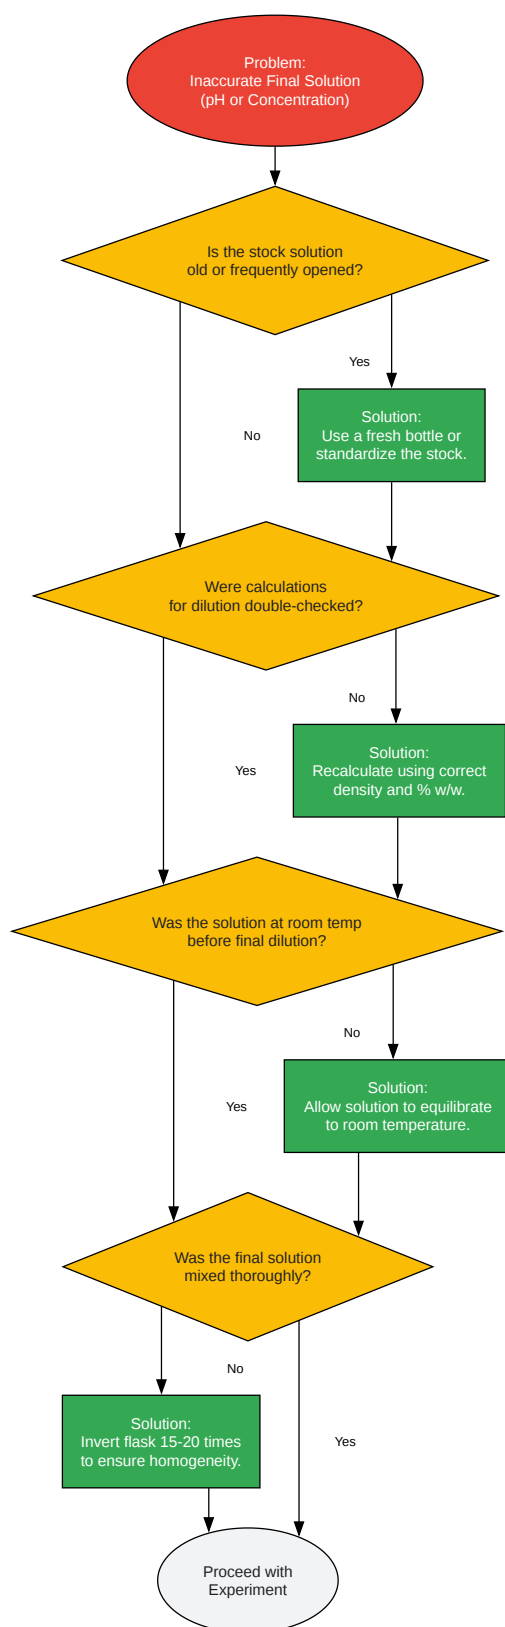 Problem:
Inaccurate Final Solution
(pH or Concentration)
Is the stock solution
old or frequently opened?
Yes
Solution:
Use a fresh bottle or
standardize the stock.
No
Were calculations
for dilution double-checked?
No
Solution:
Recalculate using correct
density and % w/w.
Yes
Was the solution at room temp
before final dilution?
No
Solution:
Allow solution to equilibrate
to room temperature.
Yes
Was the final solution
mixed thoroughly?
No
Solution:
Invert flask 15-20 times
to ensure homogeneity.
Yes
Proceed with
Experiment